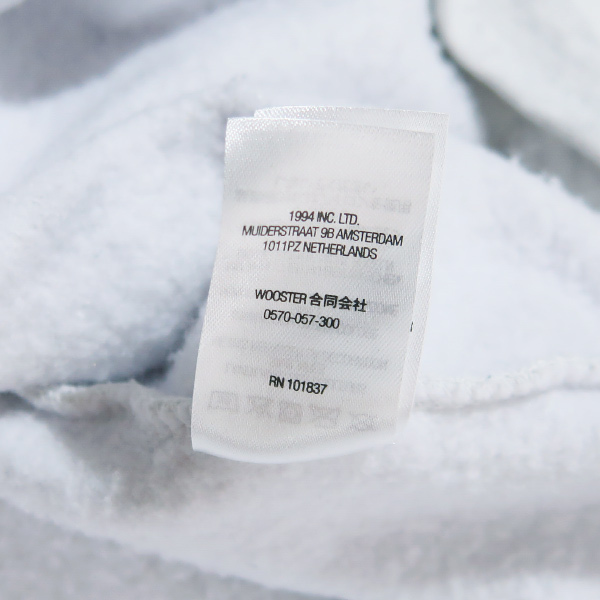 1994 INC. LTD.
MUIDERSTRAAT 9B AMSTERDAM
1011PZ NETHERLANDS
WOOSTER 合同会社
0570-057-300
RN 101837